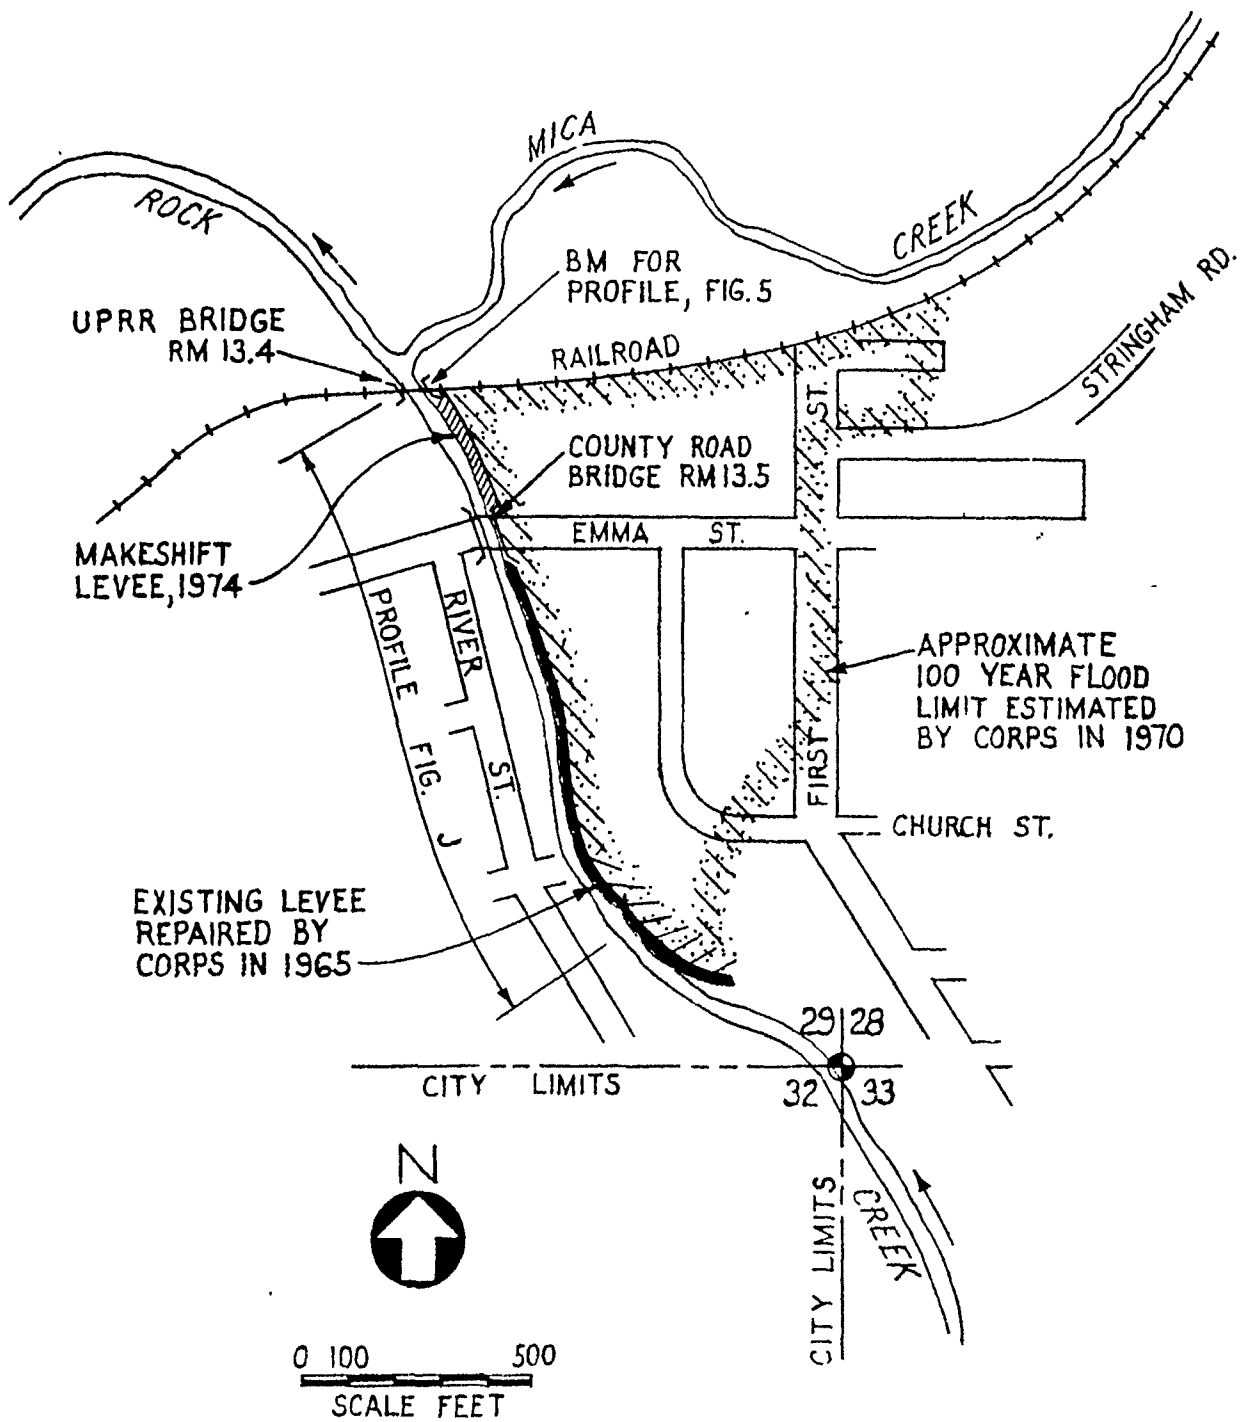 MICA
CREEK
ROCK
BM FOR
PROFILE, FIG. 5
UPRR BRIDGE
RM 13.4
RAILROAD
STRINGHAM RD.
ST.
COUNTY ROAD
BRIDGE RM 13.5
EMMA ST.
MAKESHIFT
LEVEE, 1974
PROFILE FIG. J
RIVER
ST.
APPROXIMATE
100 YEAR FLOOD
LIMIT ESTIMATED
BY CORPS IN 1970
FIRST
CHURCH ST.
EXISTING LEVEE
REPAIRED BY
CORPS IN 1965
29 28
32 33
CITY LIMITS
N
CITY LIMITS
CREEK
0 100 500
SCALE FEET